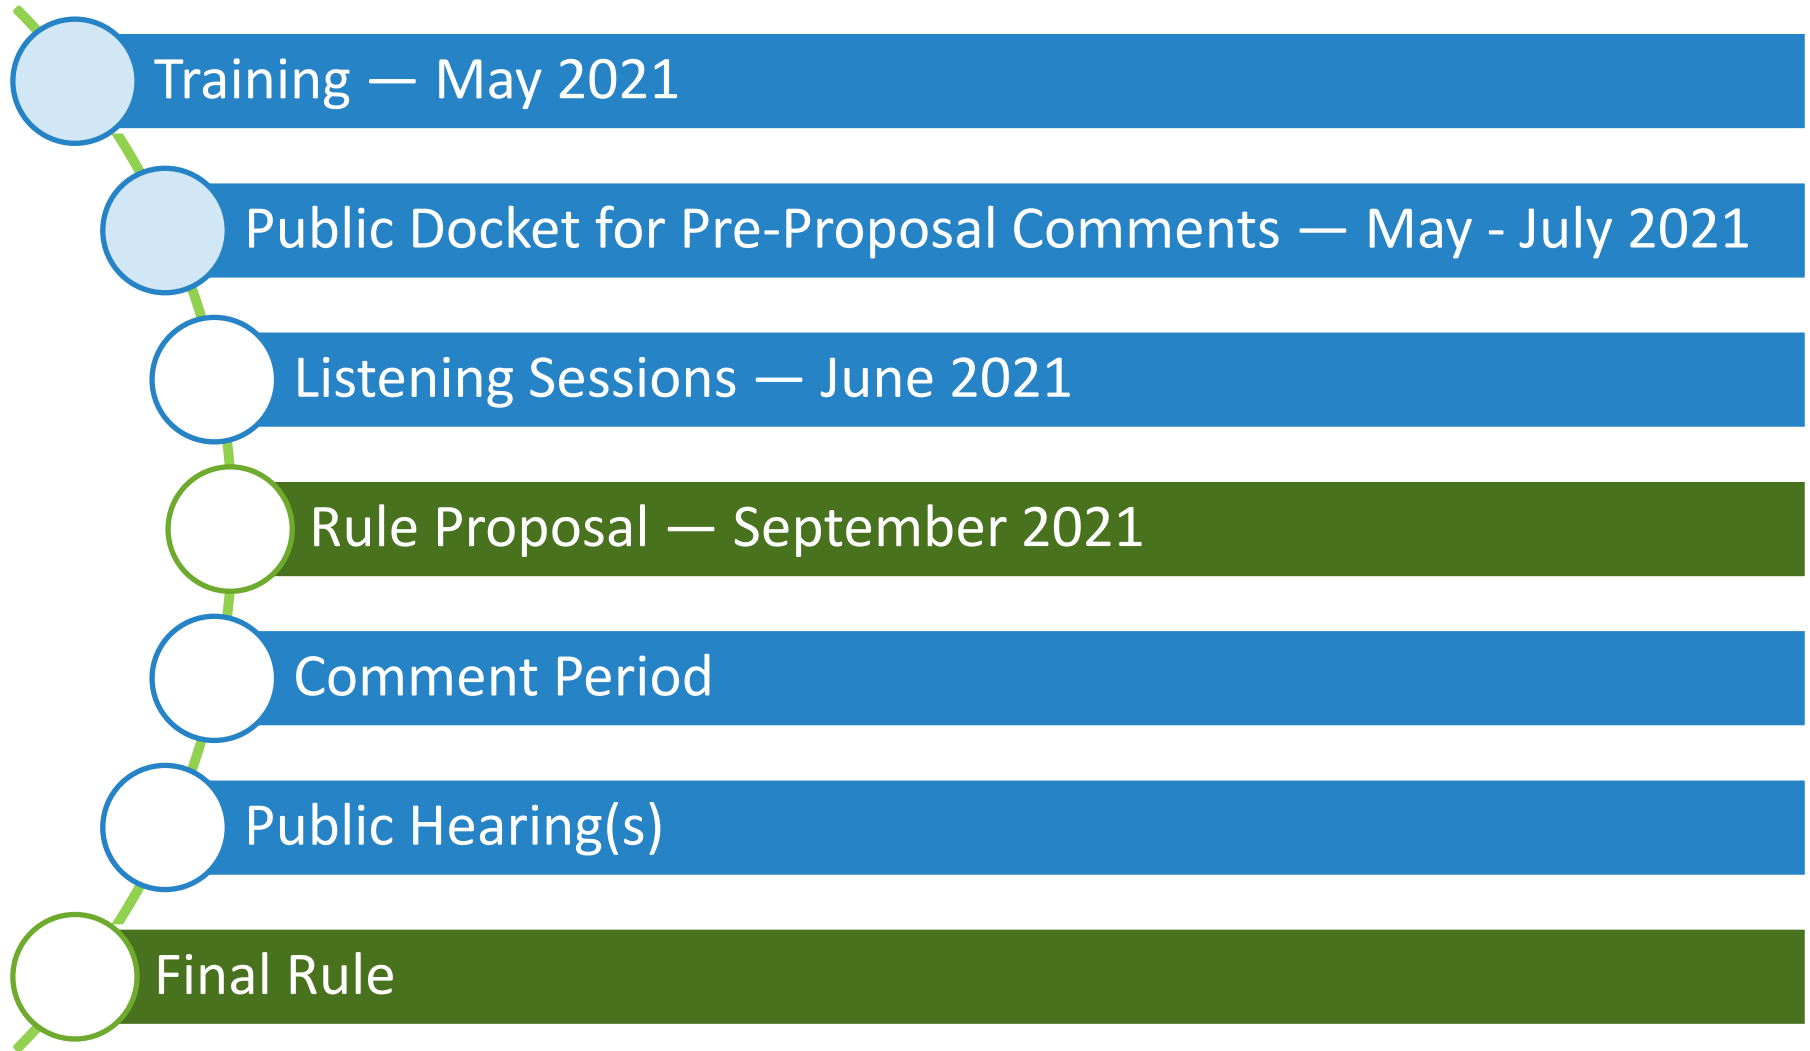 Training — May 2021
Public Docket for Pre-Proposal Comments — May - July 2021
Listening Sessions — June 2021
Rule Proposal — September 2021
Comment Period
Public Hearing(s)
Final Rule